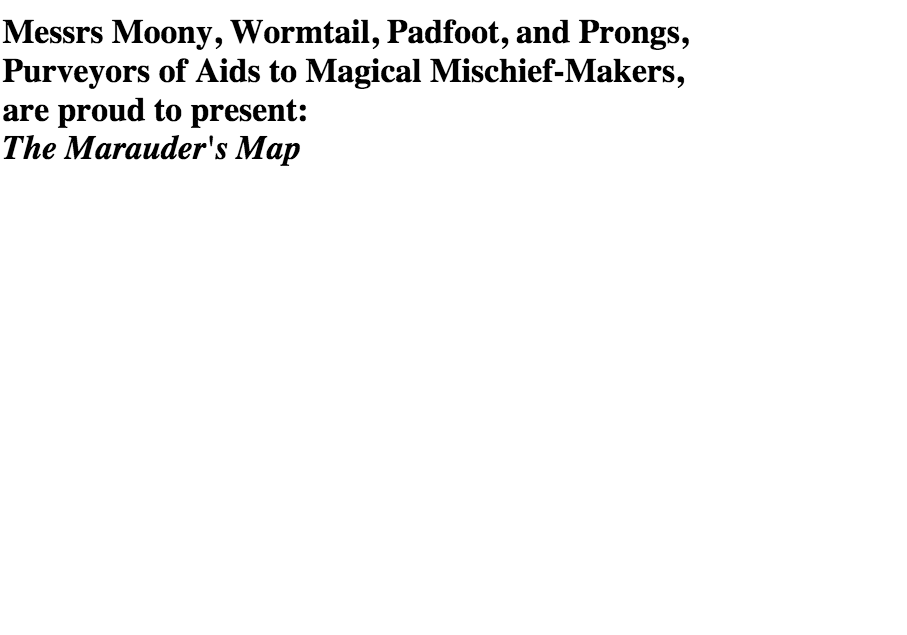 Messrs Moony, Wormtail, Padfoot, and Prongs,
Purveyors of Aids to Magical Mischief-Makers,
are proud to present:
The Marauder's Map